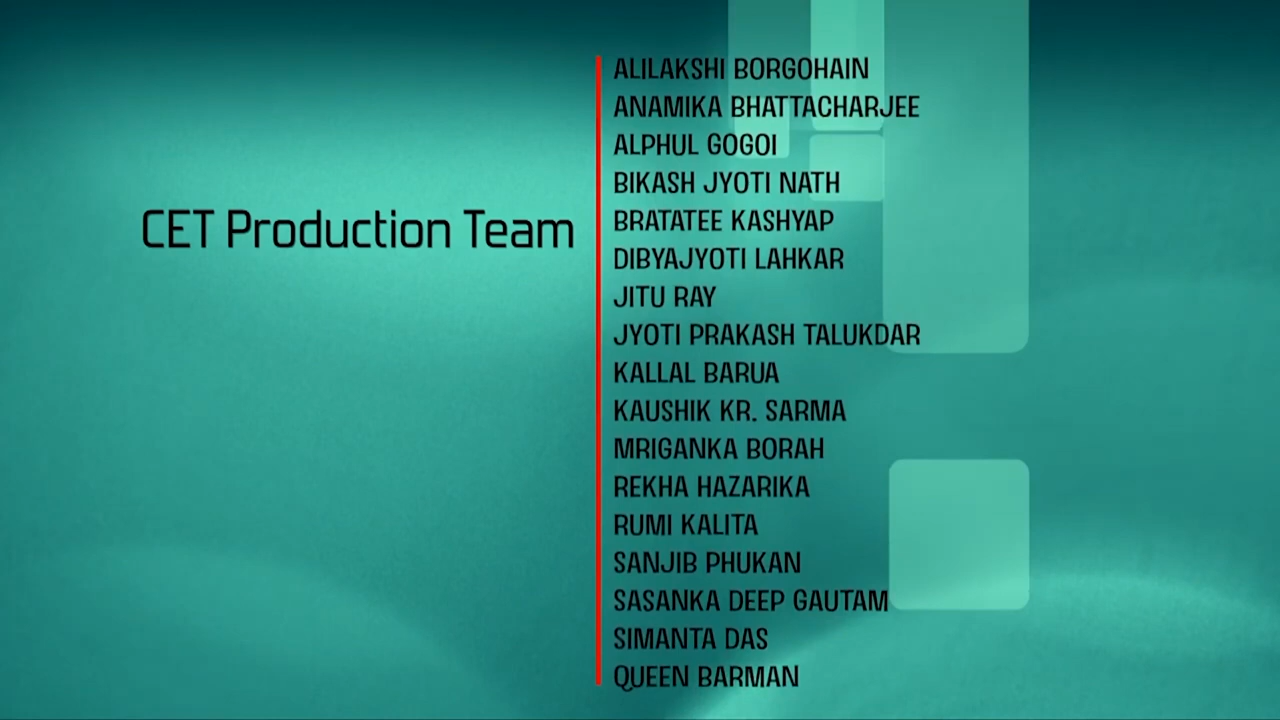 CET Production Team
ALILAKSHI BORGOHAIN
ANAMIKA BHATTACHARJEE
ALPHUL GOGOI
BIKASH JYOTI NATH
BRATATEE KASHYAP
DIBYAJYOTI LAHKAR
JITU RAY
JYOTI PRAKASH TALUKDAR
KALLAL BARUA
KAUSHIK KR. SARMA
MRIGANKA BORAH
REKHA HAZARIKA
RUMI KALITA
SANJIB PHUKAN
SASANKA DEEP GAUTAM
SIMANTA DAS
QUEEN BARMAN